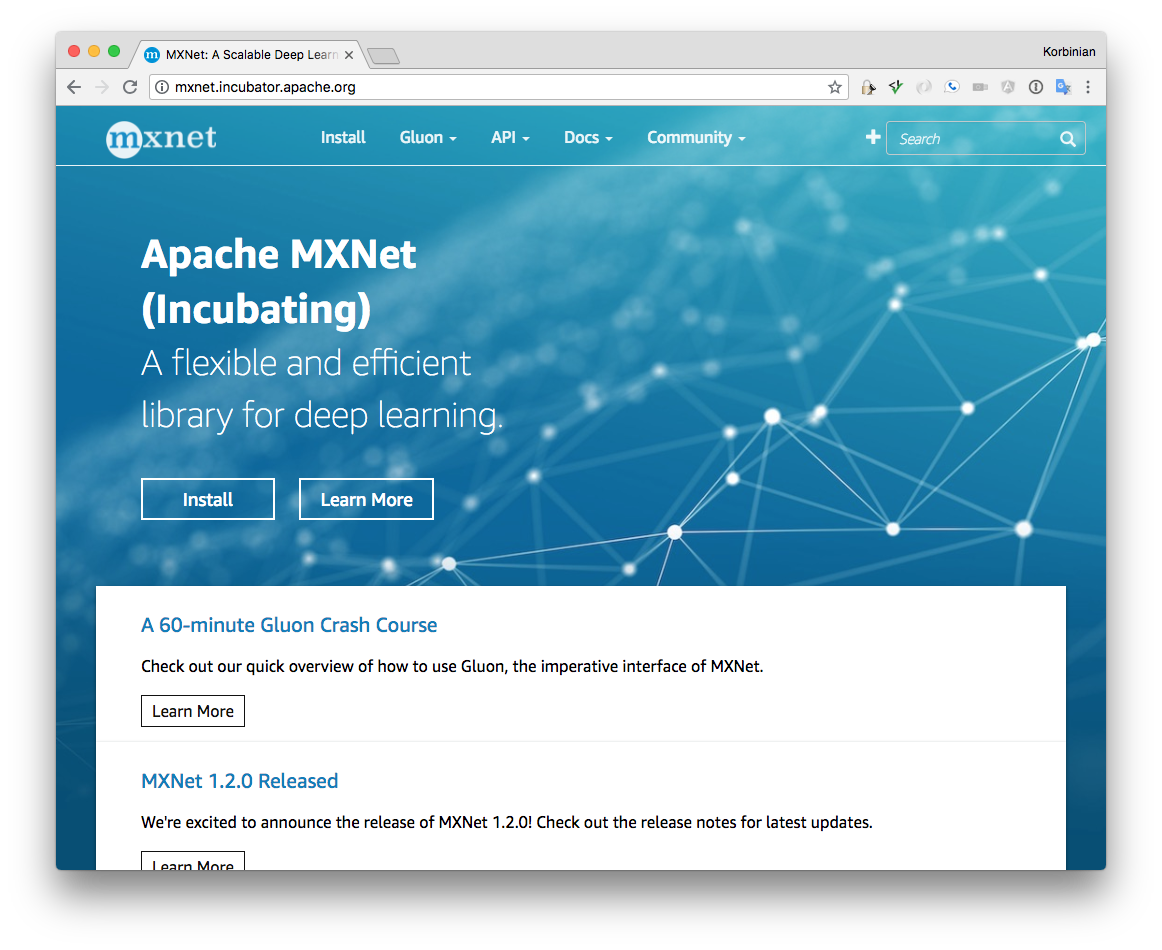 MXNet: A Scalable Deep Learn
Korbinian
mxnet.incubator.apache.org
mxnet
Install
Gluon
API
Docs
Community
Search
Apache MXNet
(Incubating)
A flexible and efficient
library for deep learning.
Install
Learn More
A 60-minute Gluon Crash Course
Check out our quick overview of how to use Gluon, the imperative interface of MXNet.
Learn More
MXNet 1.2.0 Released
We're excited to announce the release of MXNet 1.2.0! Check out the release notes for latest updates.
Learn More